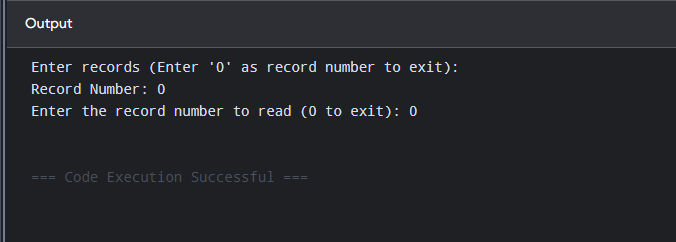 Output
Enter records (Enter '0' as record number to exit):
Record Number: 0
Enter the record number to read (0 to exit): 0
=== Code Execution Successful ===